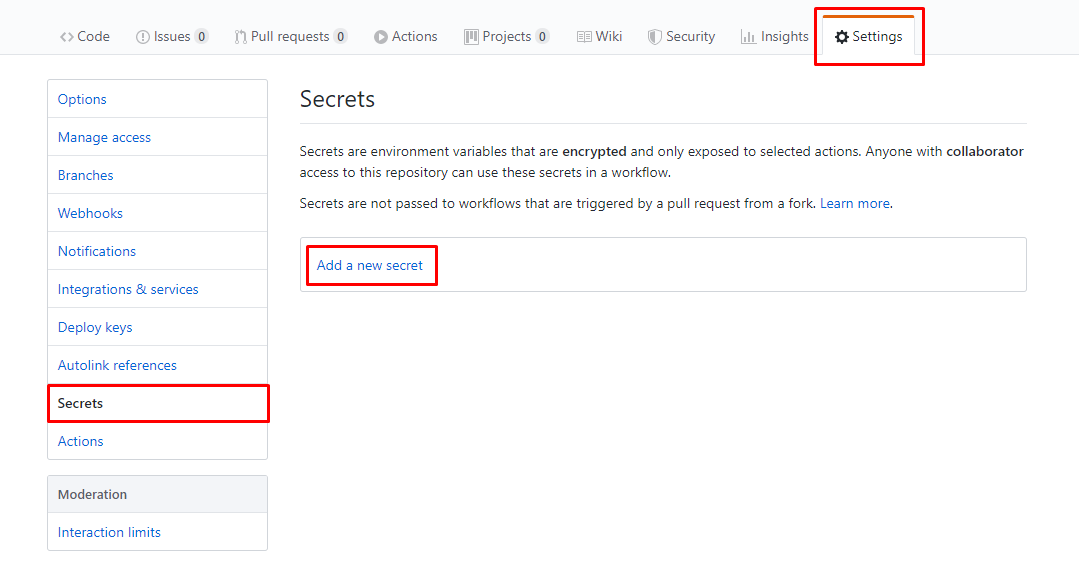 Code Issues 0 Pull requests 0 Actions Projects 0 Wiki Security Insights Settings
Options
Manage access
Branches
Webhooks
Notifications
Integrations & services
Deploy keys
Autolink references
Secrets
Actions
Moderation
Interaction limits
Secrets
Secrets are environment variables that are encrypted and only exposed to selected actions. Anyone with collaborator
access to this repository can use these secrets in a workflow.
Secrets are not passed to workflows that are triggered by a pull request from a fork. Learn more.
Add a new secret